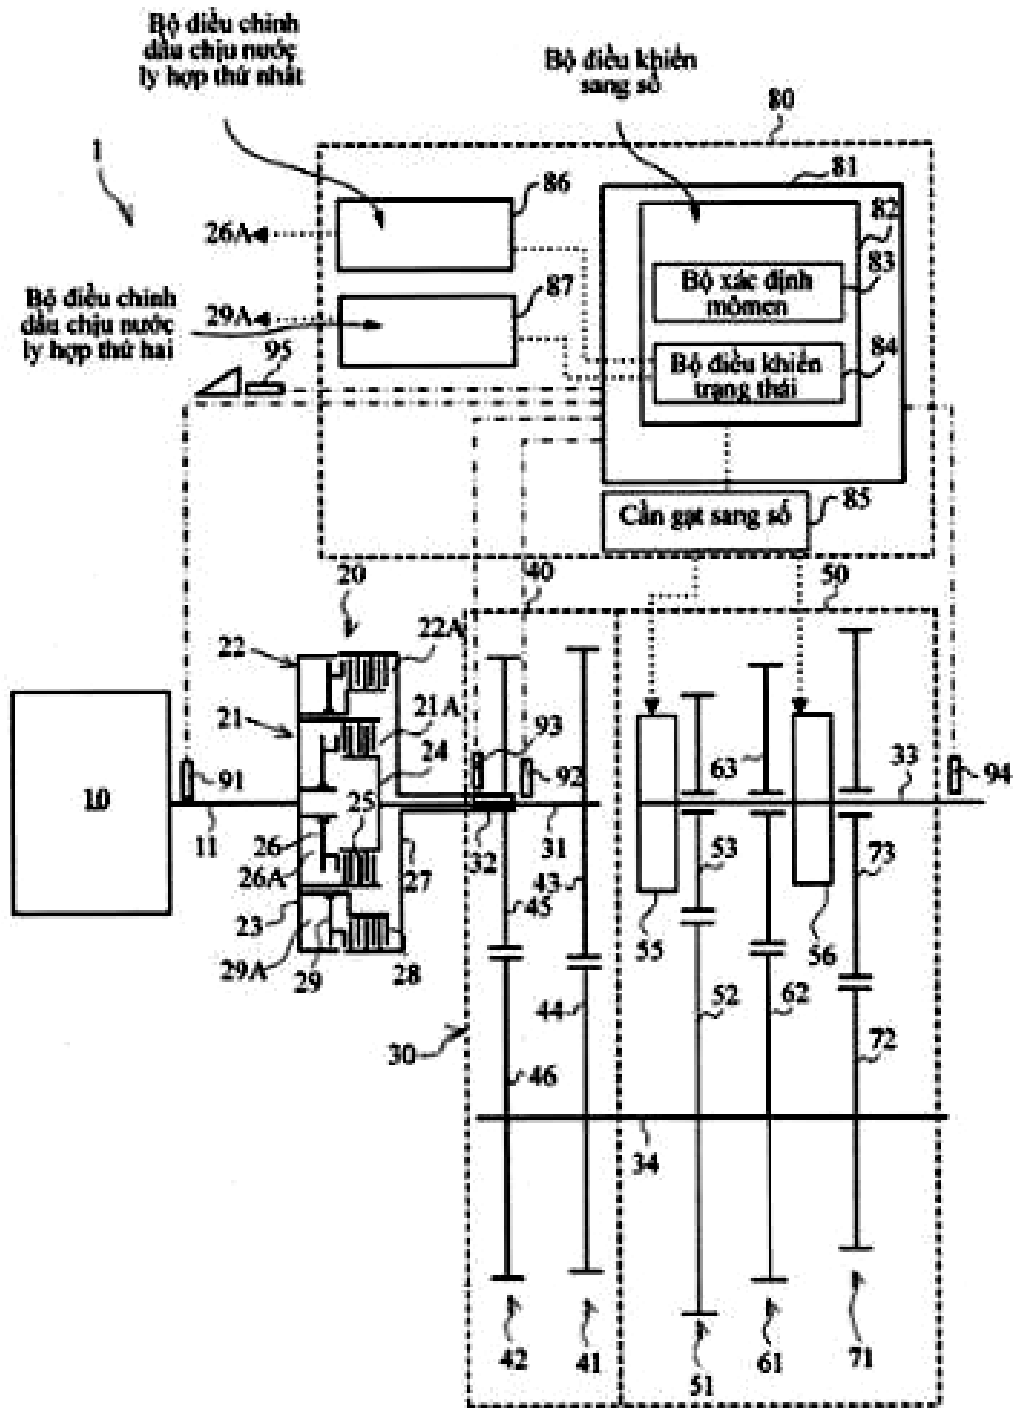 Bộ điều chỉnh
dầu chịu nước
ly hợp thứ nhất
Bộ điều khiển
sang số
80
1
81
86
82
26A
Bộ xác định
mômen
83
87
Bộ điều chỉnh
dầu chịu nước
ly hợp thứ hai
29A
95
Bộ điều khiển
trạng thái
84
Cần gạt sang số
85
20
40
50
22
22A
21
21A
24
93
92
63
33
94
91
10
11
25
26
26A
27
32
31
53
73
43
45
23
55
56
29A
29
28
52
62
44
72
30
46
34
42
41
51
61
71